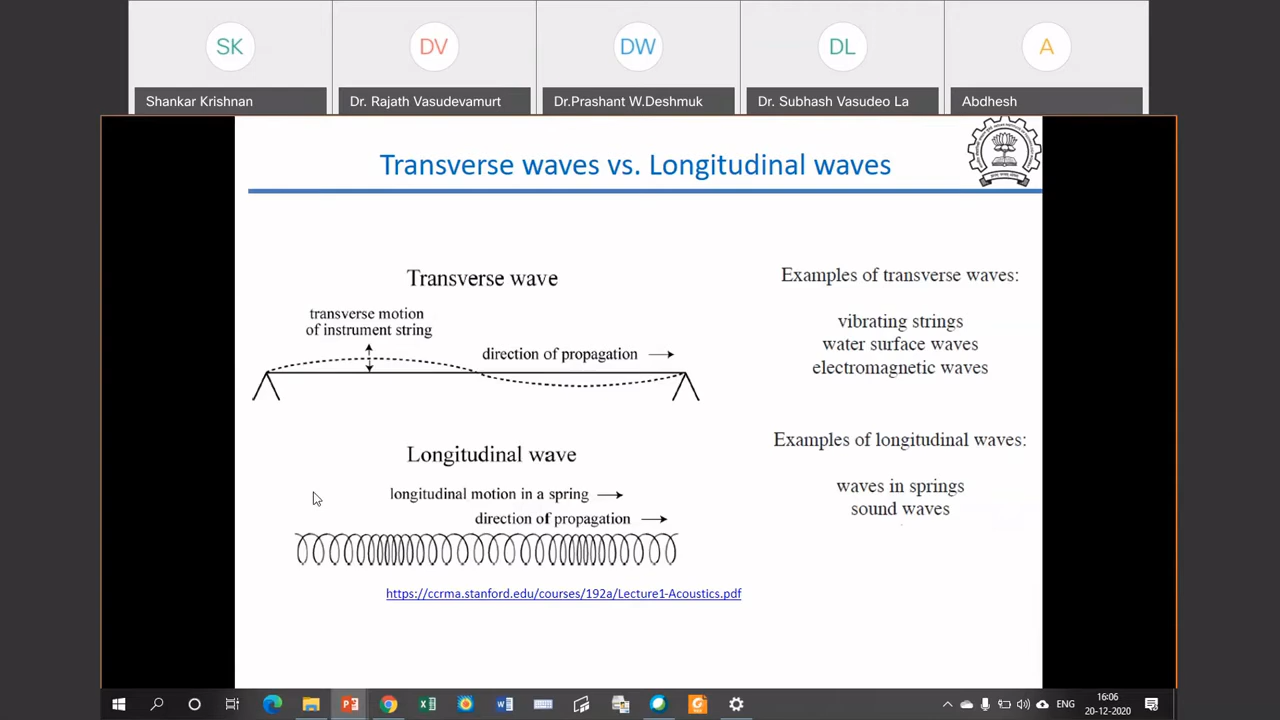 SK
DV
DW
DL
A
Shankar Krishnan
Dr. Rajath Vasudevamurt
Dr.Prashant W.Deshmuk
Dr. Subhash Vasudeo La
Abdhesh
Transverse waves vs. Longitudinal waves
Transverse wave
transverse motion
of instrument string
direction of propagation
Longitudinal wave
longitudinal motion in a spring
direction of propagation
https://ccrma.stanford.edu/courses/192a/Lecture1-Acoustics.pdf
Examples of transverse waves:
vibrating strings
water surface waves
electromagnetic waves
Examples of longitudinal waves:
waves in springs
sound waves
ENG
16:06
20-12-2020